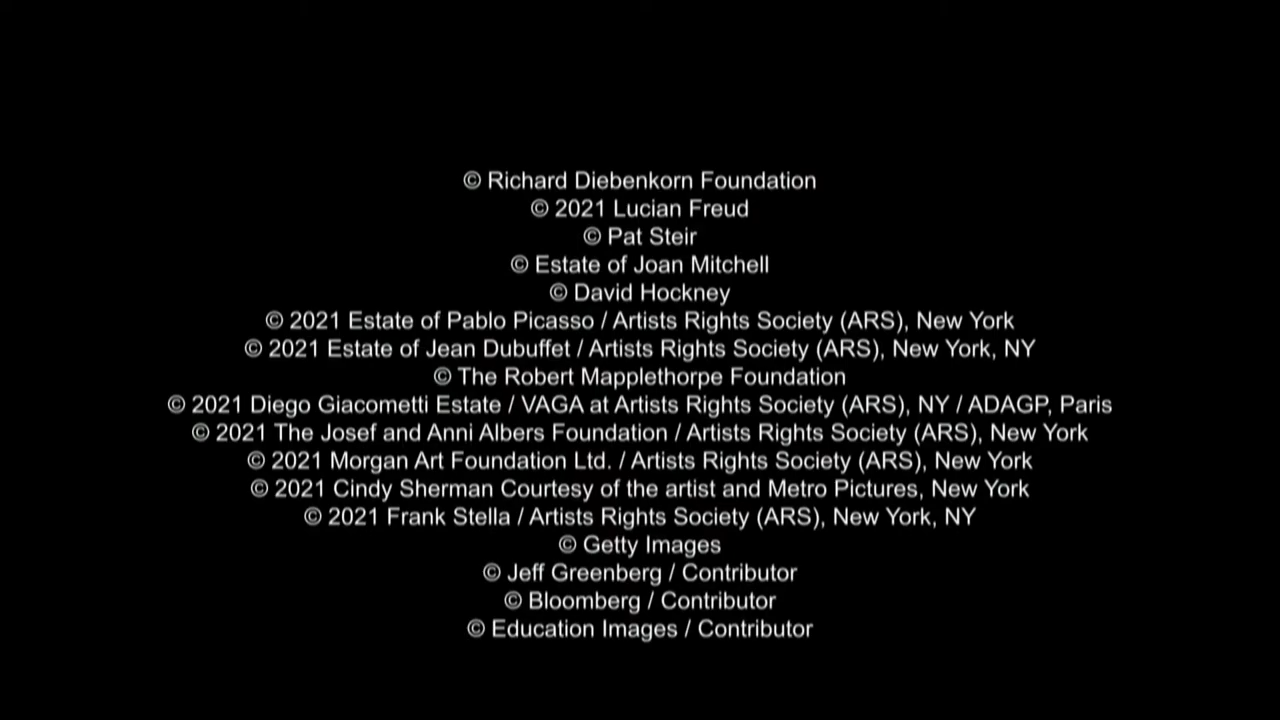 © Richard Diebenkorn Foundation
© 2021 Lucian Freud
© Pat Steir
© Estate of Joan Mitchell
© David Hockney
© 2021 Estate of Pablo Picasso / Artists Rights Society (ARS), New York
© 2021 Estate of Jean Dubuffet / Artists Rights Society (ARS), New York, NY
© The Robert Mapplethorpe Foundation
© 2021 Diego Giacometti Estate / VAGA at Artists Rights Society (ARS), NY / ADAGP, Paris
© 2021 The Josef and Anni Albers Foundation / Artists Rights Society (ARS), New York
© 2021 Morgan Art Foundation Ltd. / Artists Rights Society (ARS), New York
© 2021 Cindy Sherman Courtesy of the artist and Metro Pictures, New York
© 2021 Frank Stella / Artists Rights Society (ARS), New York, NY
© Getty Images
© Jeff Greenberg / Contributor
© Bloomberg / Contributor
© Education Images / Contributor